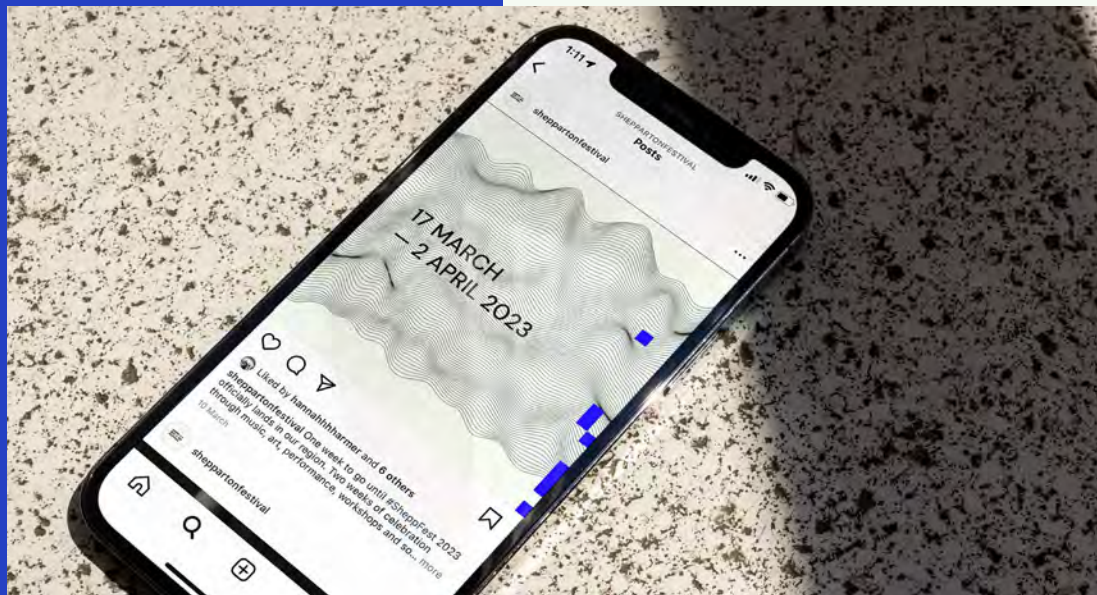 1:11
SHEPPARTONFESTIVAL
Posts
sheppartonfestival
17 MARCH
— 2 APRIL 2023
Liked by hannahhhharmer and 6 others
sheppartonfestival One week to go until #SheppFest 2023
officially lands in our region. Two weeks of celebration
through music, art, performance, workshops and so... more
10 March
sheppartonfestival